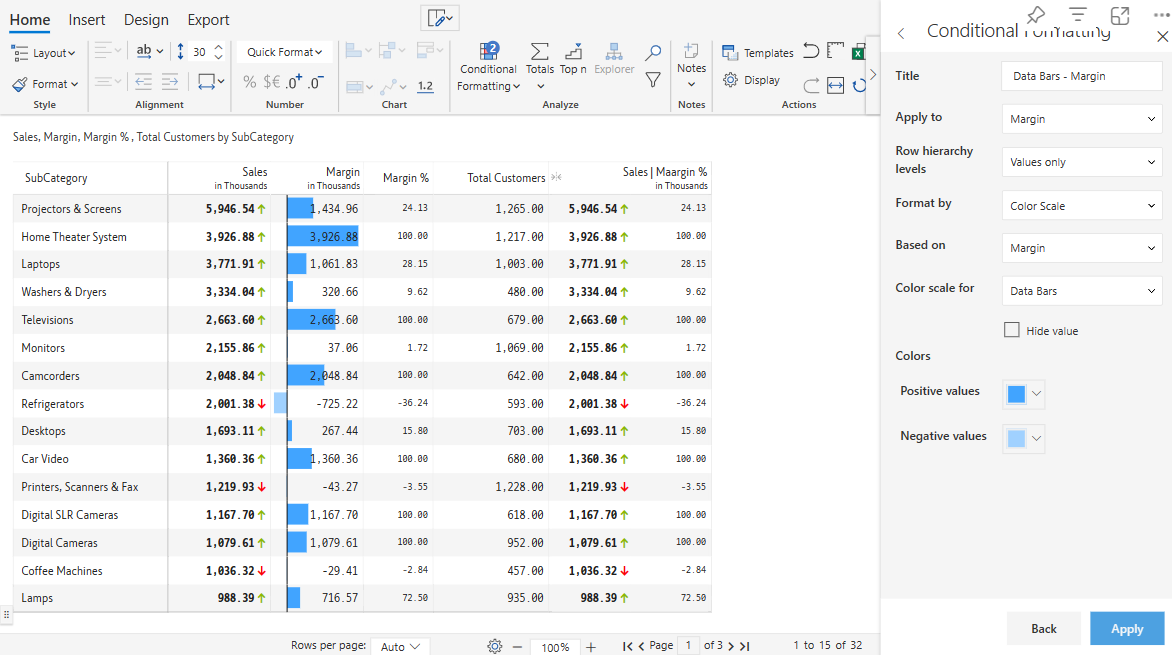 Home Insert Design Export
Layout ab 30 Quick Format Conditional Formatting 2 Totals Top n Explorer Notes Templates
Format % $€ .0+ .0- 1.2 Display
Style Alignment Number Chart Analyze Notes Actions
Sales, Margin, Margin % , Total Customers by SubCategory
SubCategory Sales in Thousands Margin in Thousands Margin % Total Customers Sales | Maargin % in Thousands
Projectors & Screens 5,946.54 1,434.96 24.13 1,265.00 5,946.54 24.13
Home Theater System 3,926.88 3,926.88 100.00 1,217.00 3,926.88 100.00
Laptops 3,771.91 1,061.83 28.15 1,003.00 3,771.91 28.15
Washers & Dryers 3,334.04 320.66 9.62 480.00 3,334.04 9.62
Televisions 2,663.60 2,663.60 100.00 679.00 2,663.60 100.00
Monitors 2,155.86 37.06 1.72 1,069.00 2,155.86 1.72
Camcorders 2,048.84 2,048.84 100.00 642.00 2,048.84 100.00
Refrigerators 2,001.38 -725.22 -36.24 593.00 2,001.38 -36.24
Desktops 1,693.11 267.44 15.80 703.00 1,693.11 15.80
Car Video 1,360.36 1,360.36 100.00 680.00 1,360.36 100.00
Printers, Scanners & Fax 1,219.93 -43.27 -3.55 1,228.00 1,219.93 -3.55
Digital SLR Cameras 1,167.70 1,167.70 100.00 618.00 1,167.70 100.00
Digital Cameras 1,079.61 1,079.61 100.00 952.00 1,079.61 100.00
Coffee Machines 1,036.32 -29.41 -2.84 457.00 1,036.32 -2.84
Lamps 988.39 716.57 72.50 935.00 988.39 72.50
Rows per page: Auto 100% Page 1 of 3 1 to 15 of 32
Conditional Formatting
Title Data Bars - Margin
Apply to Margin
Row hierarchy levels Values only
Format by Color Scale
Based on Margin
Color scale for Data Bars
Hide value
Colors
Positive values
Negative values
Back Apply